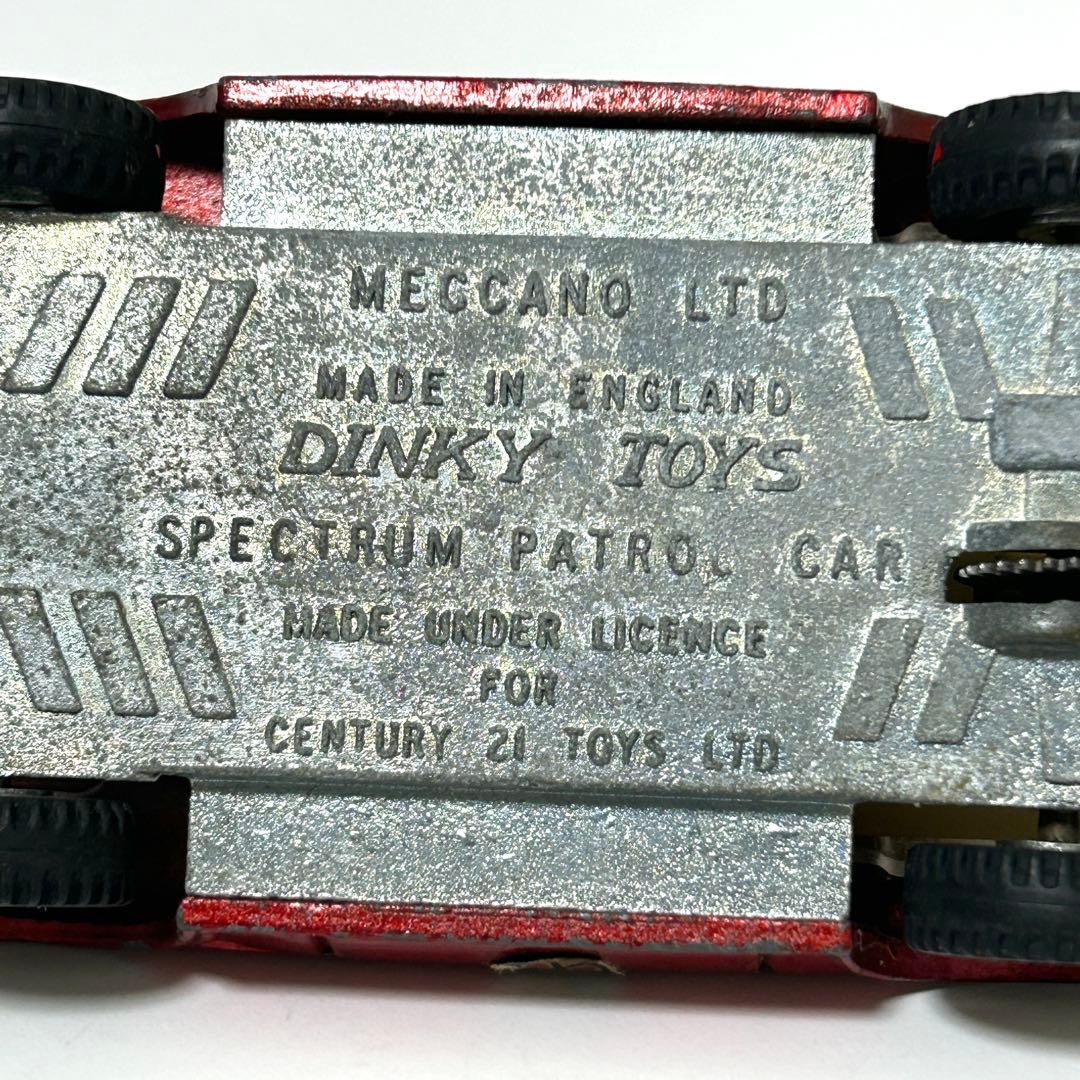 MECCANO LTD
MADE IN ENGLAND
DINKY TOYS
SPECTRUM PATROL CAR
MADE UNDER LICENCE
FOR
CENTURY 21 TOYS LTD